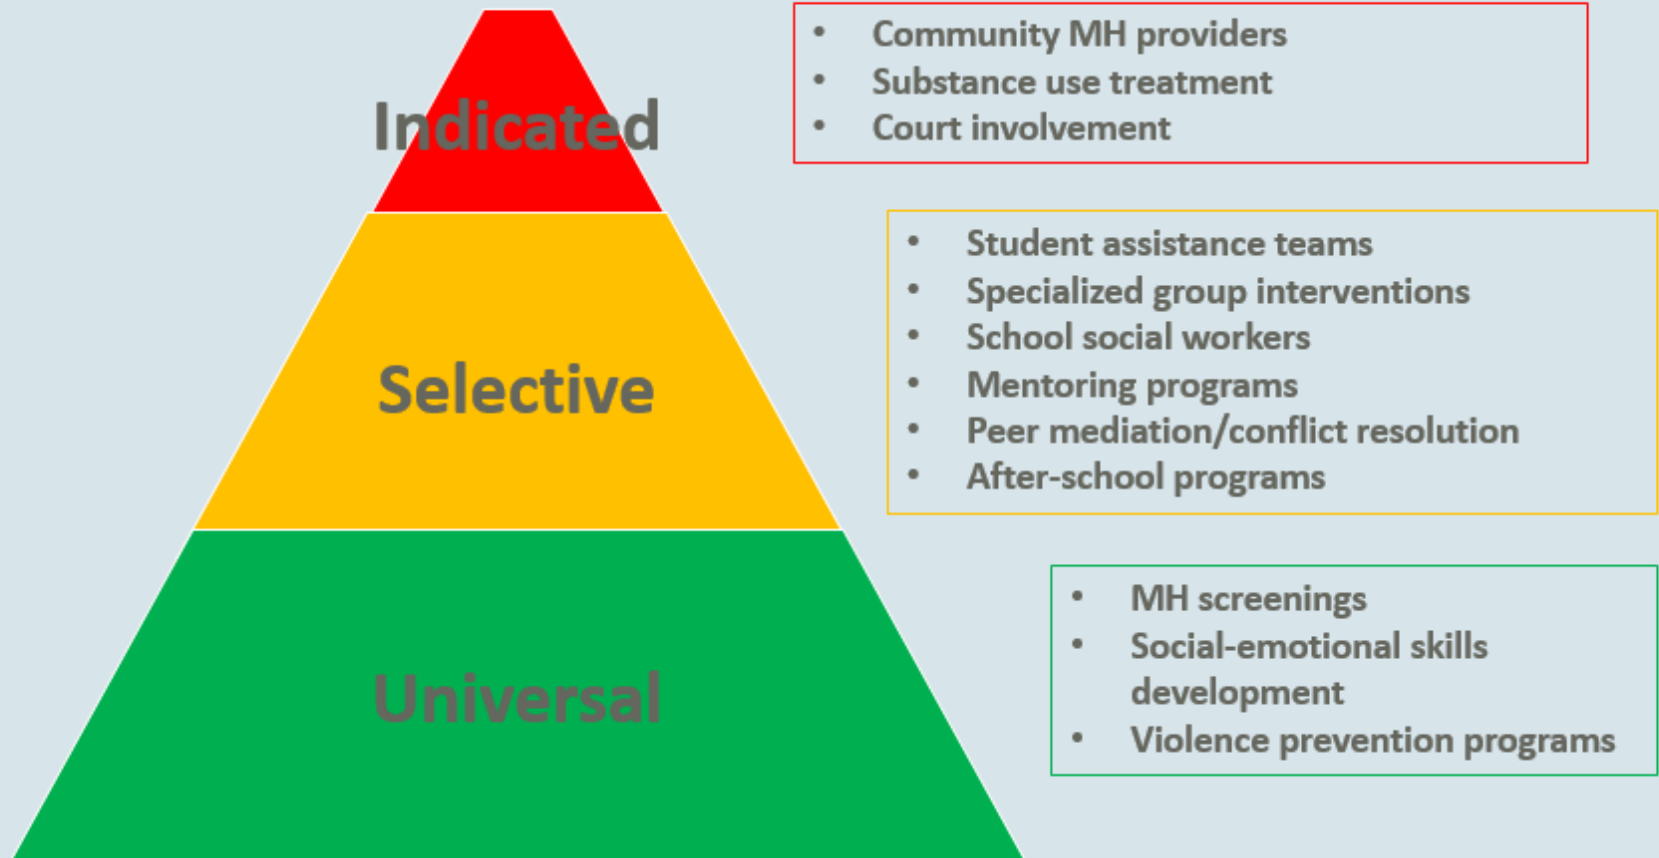 Indicated
• Community MH providers
• Substance use treatment
• Court involvement
Selective
• Student assistance teams
• Specialized group interventions
• School social workers
• Mentoring programs
• Peer mediation/conflict resolution
• After-school programs
Universal
• MH screenings
• Social-emotional skills
development
• Violence prevention programs